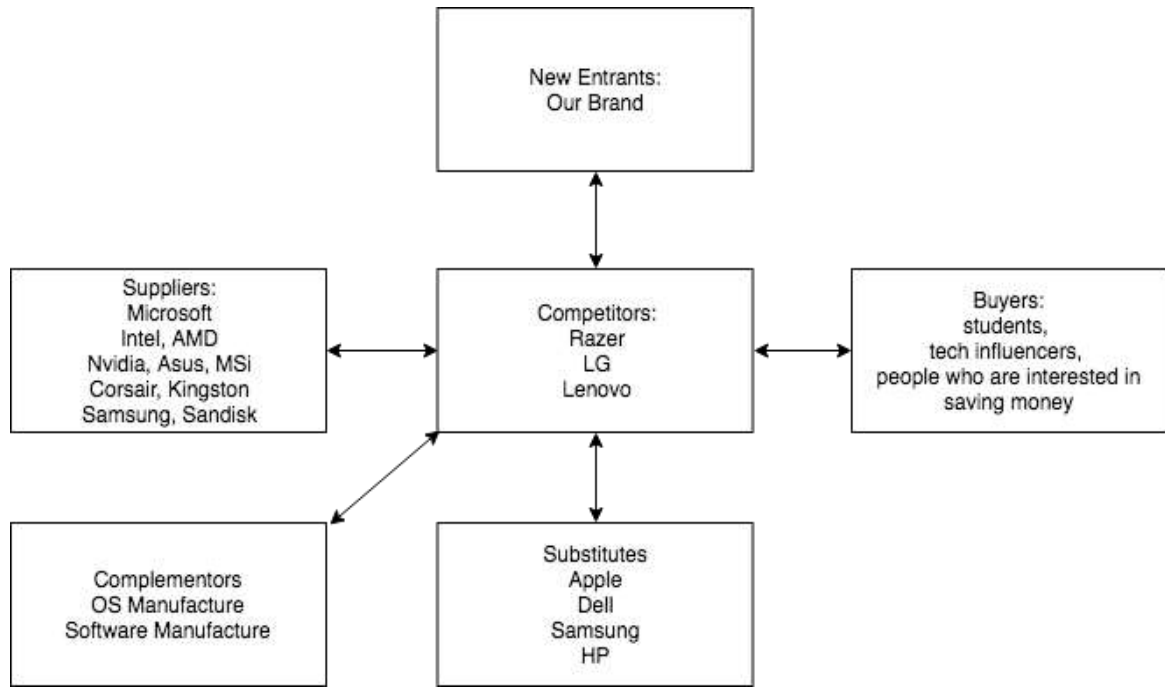 New Entrants:
Our Brand
Suppliers:
Microsoft
Intel, AMD
Nvidia, Asus, MSi
Corsair, Kingston
Samsung, Sandisk
Competitors:
Razer
LG
Lenovo
Buyers:
students,
tech influencers,
people who are interested in
saving money
Complementors
OS Manufacture
Software Manufacture
Substitutes
Apple
Dell
Samsung
HP